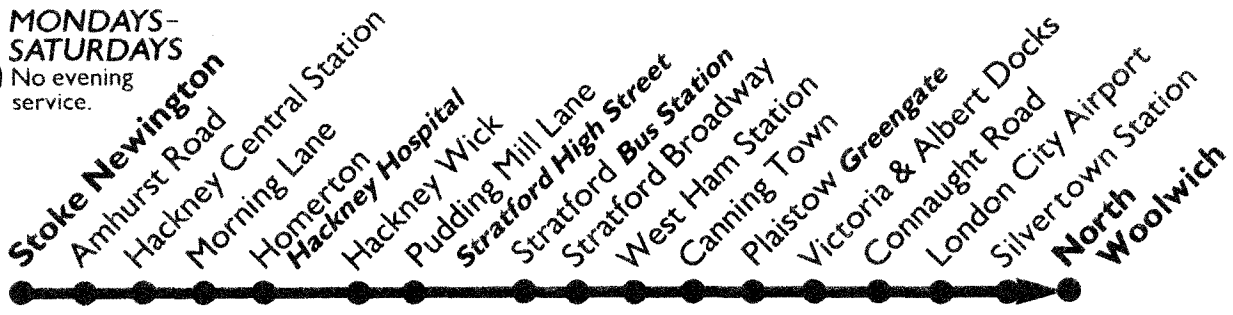 MONDAYS–
SATURDAYS
No evening
service.
Stoke Newington
Amhurst Road
Hackney Central Station
Morning Lane
Homerton
Hackney Hospital
Hackney Wick
Pudding Mill Lane
Stratford High Street
Stratford Bus Station
Stratford Broadway
West Ham Station
Canning Town
Plaistow Greengate
Victoria & Albert Docks
Connaught Road
London City Airport
Silvertown Station
North
Woolwich